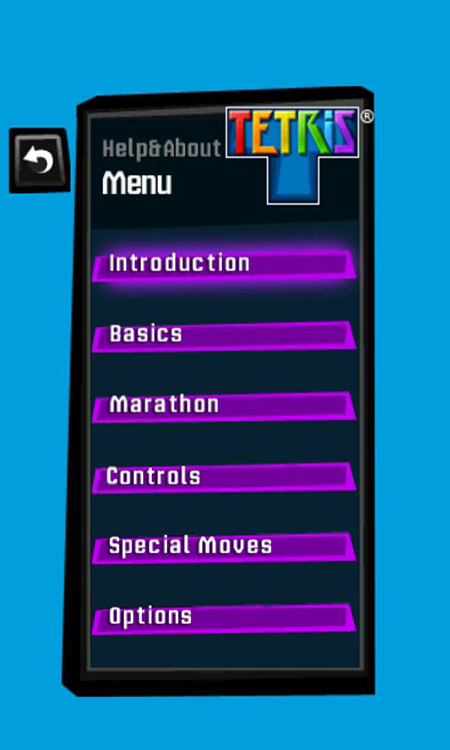 TETRiS®
Help&About
Menu
Introduction
Basics
Marathon
Controls
Special Moves
Options